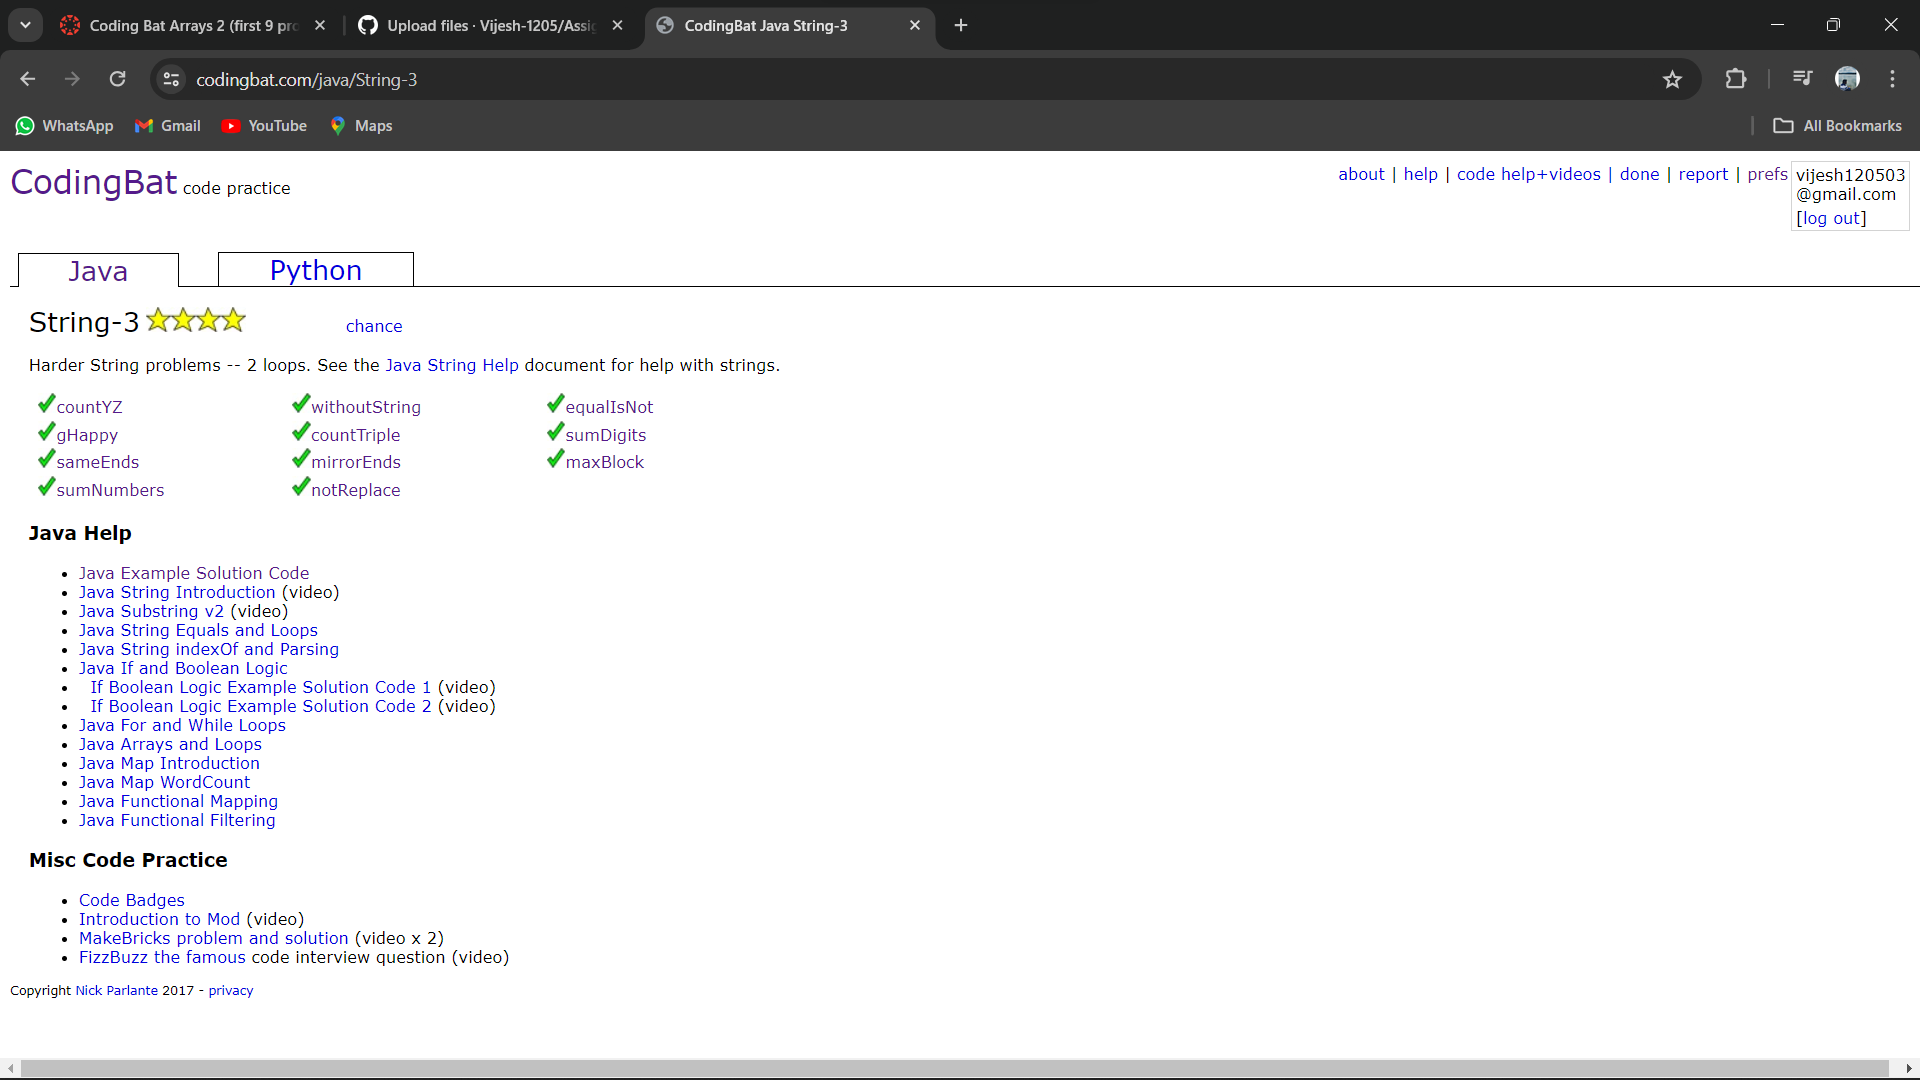 Coding Bat Arrays 2 (first 9 pro
Upload files · Vijesh-1205/Assig
CodingBat Java String-3
codingbat.com/java/String-3
WhatsApp Gmail YouTube Maps All Bookmarks
CodingBat code practice
about | help | code help+videos | done | report | prefs
vijesh120503
@gmail.com
[log out]
Java Python
String-3 chance
Harder String problems -- 2 loops. See the Java String Help document for help with strings.
countYZ withoutString equalIsNot
gHappy countTriple sumDigits
sameEnds mirrorEnds maxBlock
sumNumbers notReplace
Java Help
• Java Example Solution Code
• Java String Introduction (video)
• Java Substring v2 (video)
• Java String Equals and Loops
• Java String indexOf and Parsing
• Java If and Boolean Logic
• If Boolean Logic Example Solution Code 1 (video)
• If Boolean Logic Example Solution Code 2 (video)
• Java For and While Loops
• Java Arrays and Loops
• Java Map Introduction
• Java Map WordCount
• Java Functional Mapping
• Java Functional Filtering
Misc Code Practice
• Code Badges
• Introduction to Mod (video)
• MakeBricks problem and solution (video x 2)
• FizzBuzz the famous code interview question (video)
Copyright Nick Parlante 2017 - privacy